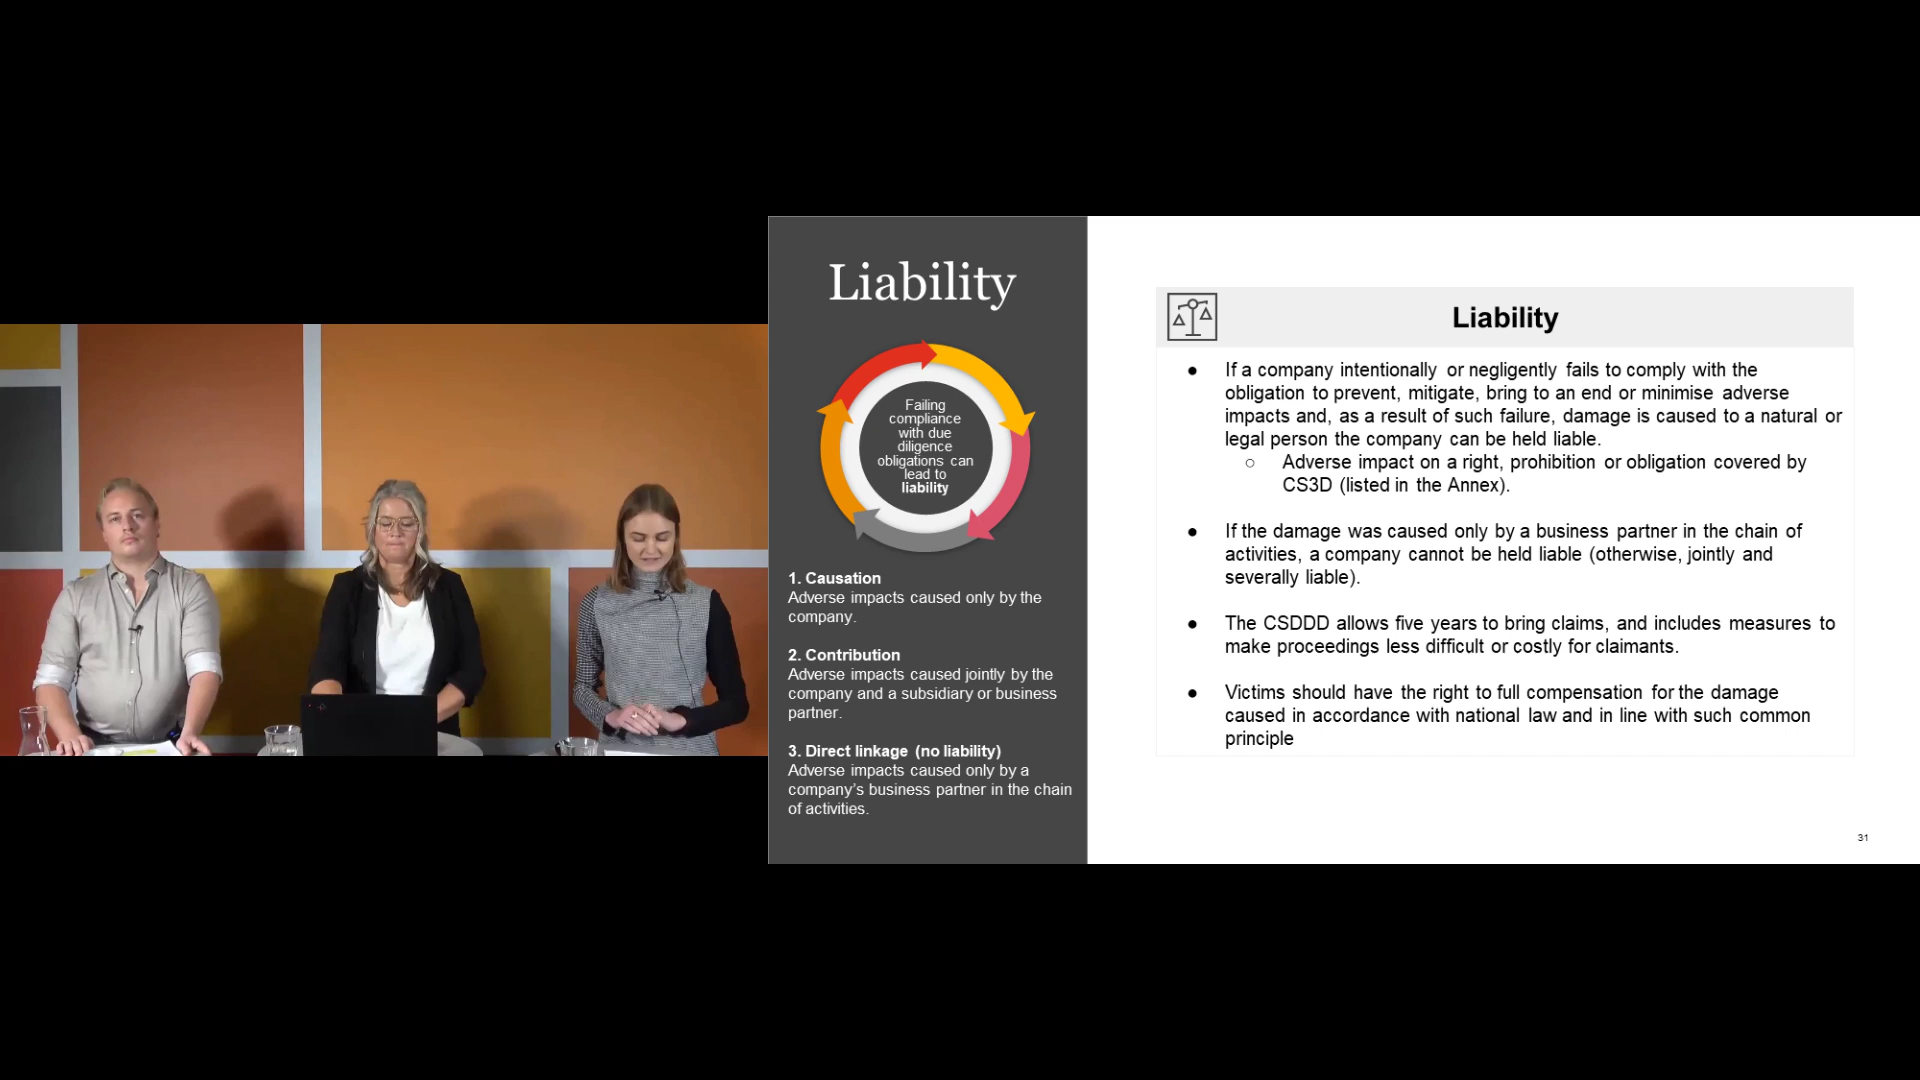 Liability
Failing
compliance
with due
diligence
obligations can
lead to
liability
1. Causation
Adverse impacts caused only by the
company.
2. Contribution
Adverse impacts caused jointly by the
company and a subsidiary or business
partner.
3. Direct linkage (no liability)
Adverse impacts caused only by a
company's business partner in the chain
of activities.
Liability
● If a company intentionally or negligently fails to comply with the
obligation to prevent, mitigate, bring to an end or minimise adverse
impacts and, as a result of such failure, damage is caused to a natural or
legal person the company can be held liable.
○ Adverse impact on a right, prohibition or obligation covered by
CS3D (listed in the Annex).
● If the damage was caused only by a business partner in the chain of
activities, a company cannot be held liable (otherwise, jointly and
severally liable).
● The CSDDD allows five years to bring claims, and includes measures to
make proceedings less difficult or costly for claimants.
● Victims should have the right to full compensation for the damage
caused in accordance with national law and in line with such common
principle
31